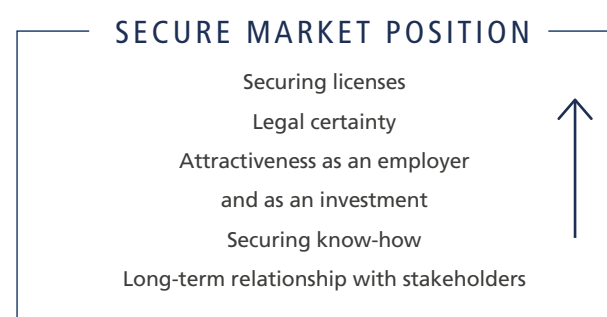 SECURE MARKET POSITION
Securing licenses
Legal certainty
Attractiveness as an employer
and as an investment
Securing know-how
Long-term relationship with stakeholders